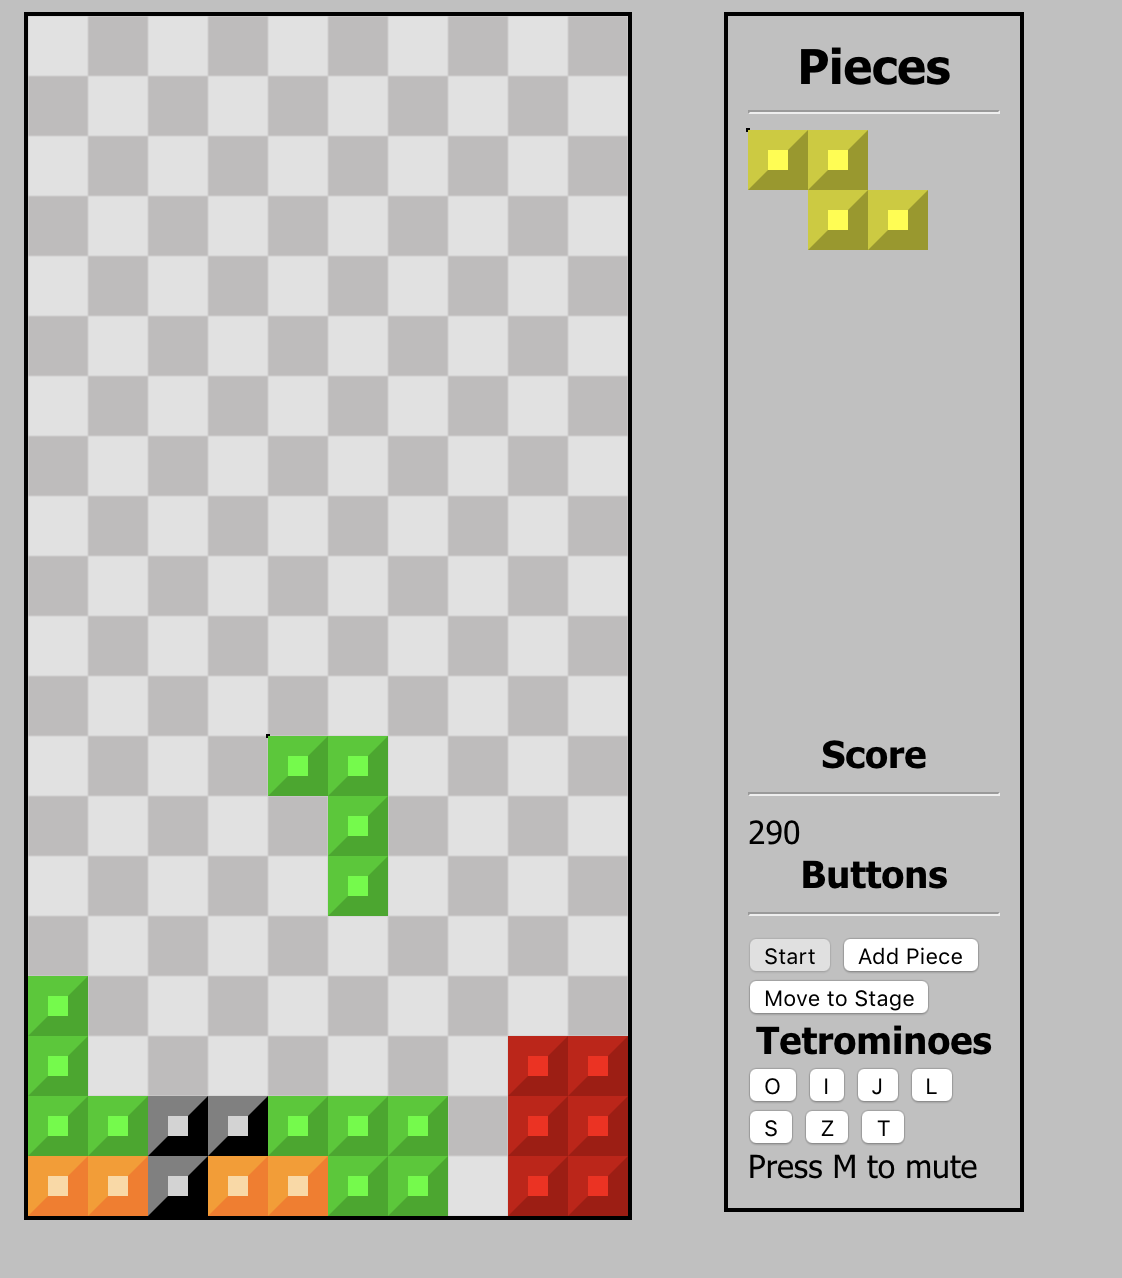 Pieces
Score
290
Buttons
Start Add Piece
Move to Stage
Tetrominoes
O I J L
S Z T
Press M to mute